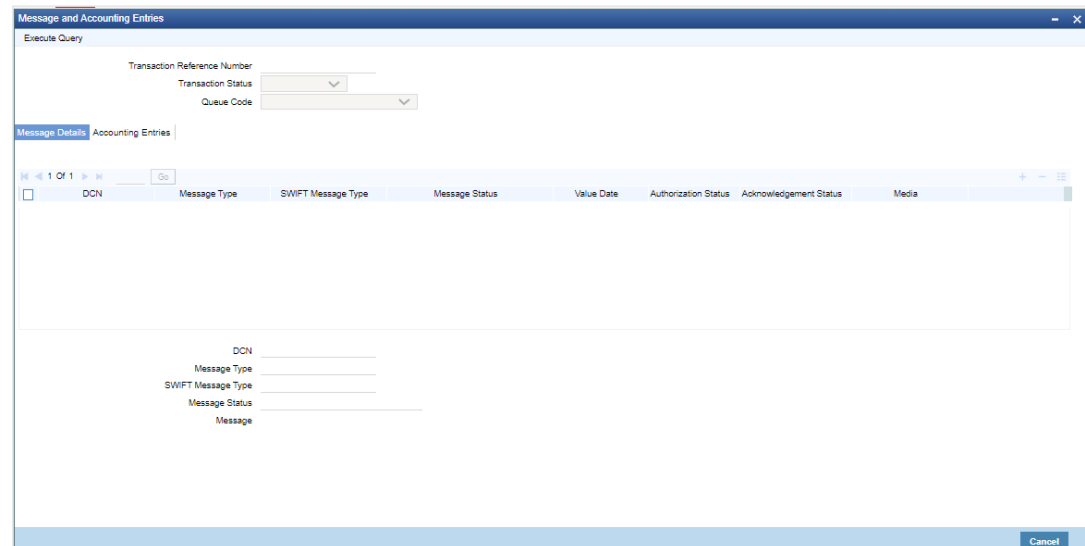 Message and Accounting Entries
Execute Query
Transaction Reference Number
Transaction Status
Queue Code
Message Details Accounting Entries
1 Of 1 Go
DCN Message Type SWIFT Message Type Message Status Value Date Authorization Status Acknowledgement Status Media
DCN
Message Type
SWIFT Message Type
Message Status
Message
Cancel